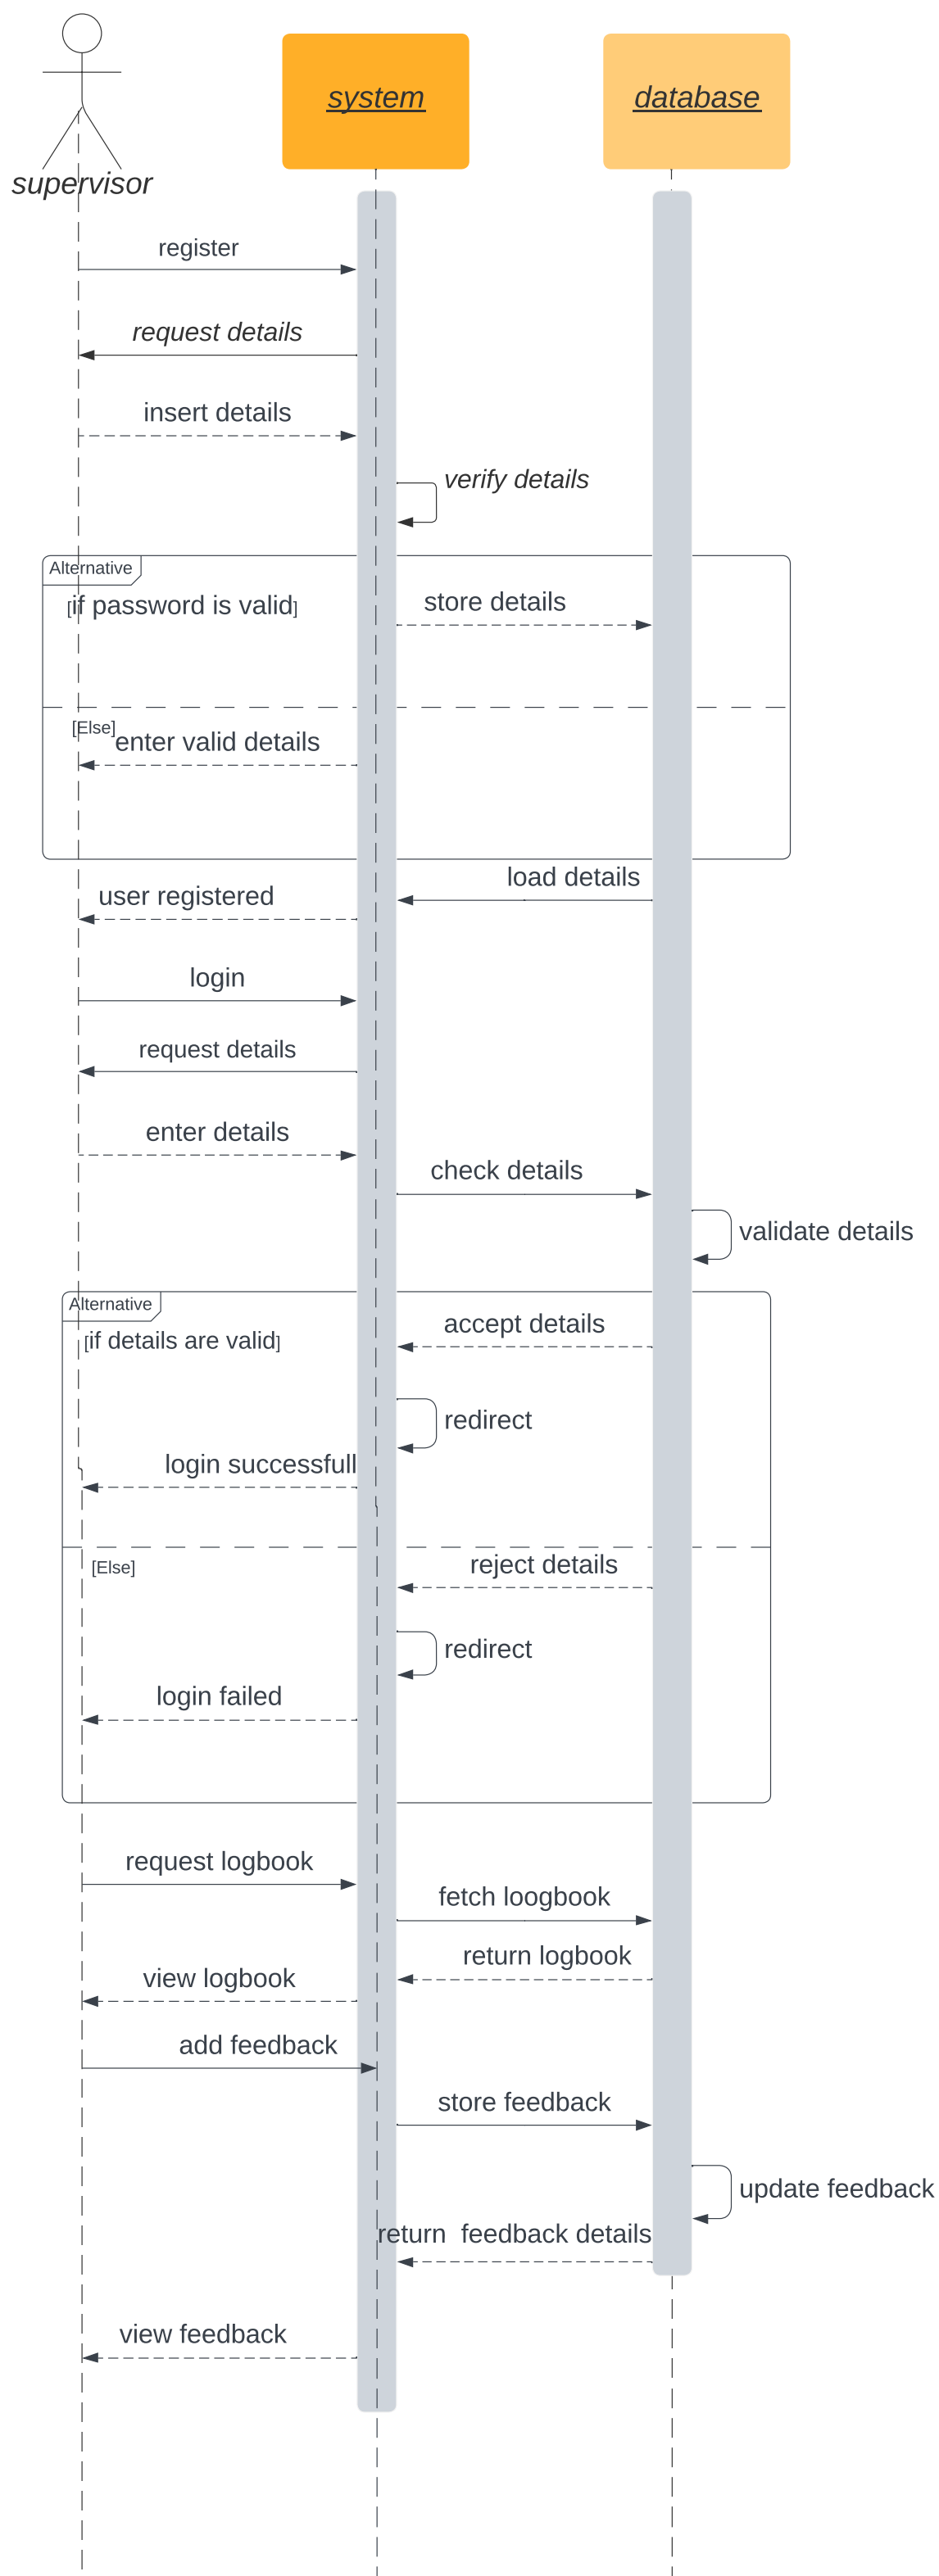 supervisor
system
database
register
request details
insert details
verify details
Alternative
[if password is valid]
store details
[Else]
enter valid details
load details
user registered
login
request details
enter details
check details
validate details
Alternative
[if details are valid]
accept details
redirect
login successfull
[Else]
reject details
redirect
login failed
request logbook
fetch loogbook
return logbook
view logbook
add feedback
store feedback
update feedback
return  feedback details
view feedback